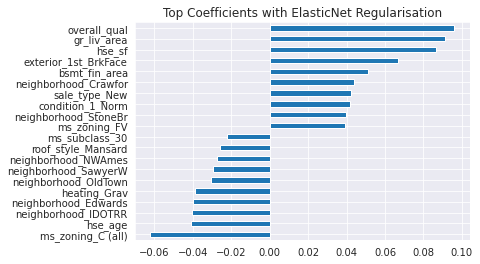 Top Coefficients with ElasticNet Regularisation
overall_qual
gr_liv_area
hse_sf
exterior_1st_BrkFace
bsmt_fin_area
neighborhood_Crawfor
sale_type_New
condition_1_Norm
neighborhood_StoneBr
ms_zoning_FV
ms_subclass_30
roof_style_Mansard
neighborhood_NWAmes
neighborhood_SawyerW
neighborhood_OldTown
heating_Grav
neighborhood_Edwards
neighborhood_IDOTRR
hse_age
ms_zoning_C (all)
−0.06 −0.04 −0.02 0.00 0.02 0.04 0.06 0.08 0.10